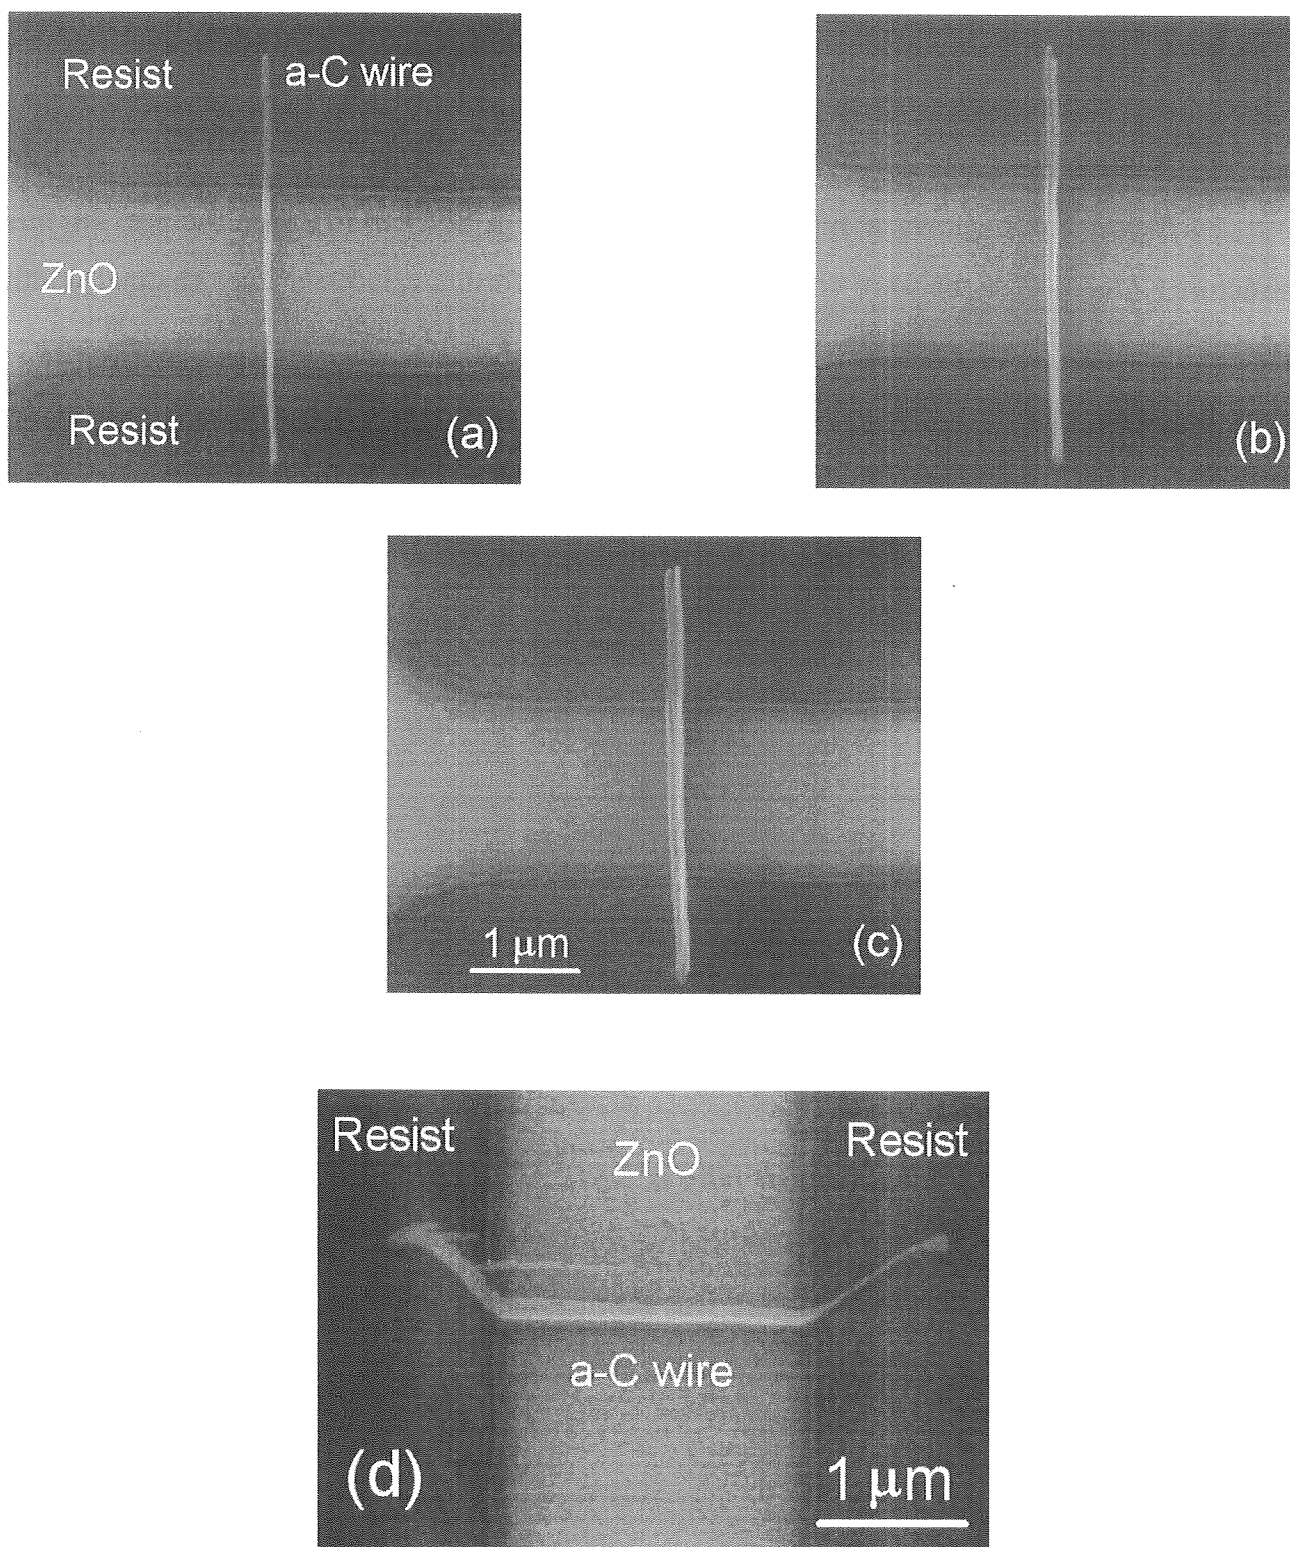 Resist a-C wire
ZnO
Resist (a)
(b)
1 μm (c)
Resist ZnO Resist
a-C wire
(d) 1 μm